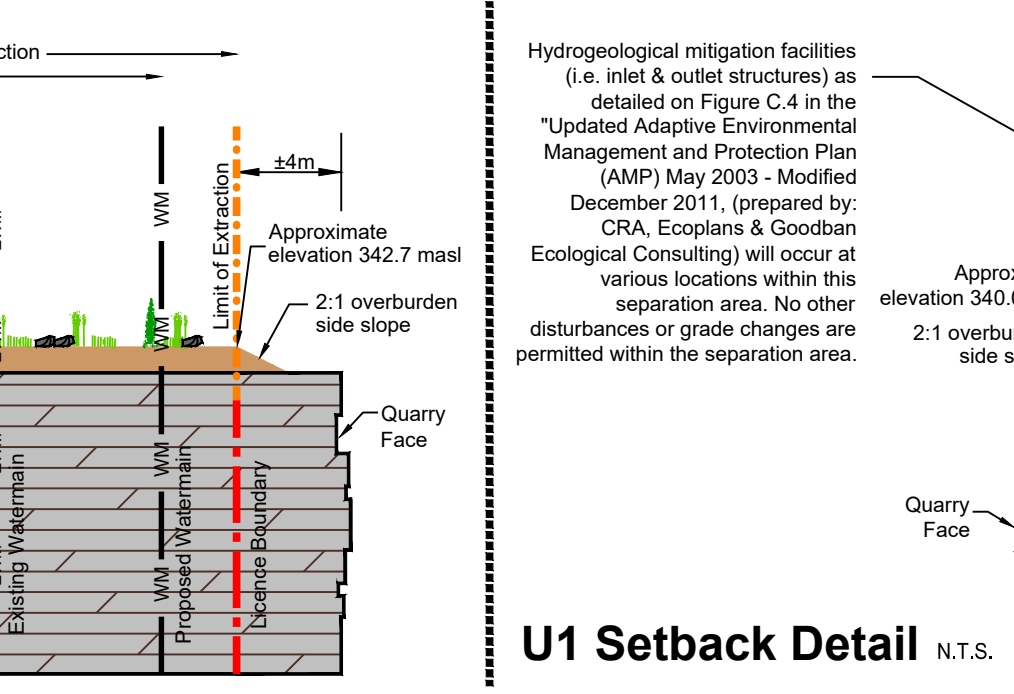 ction
±4m
WM
Limit of Extraction
Approximate
elevation 342.7 masl
2:1 overburden
side slope
WM
Quarry
Face
WM
Existing Watermain
Proposed Watermain
Licence Boundary
WM
Hydrogeological mitigation facilities
(i.e. inlet & outlet structures) as
detailed on Figure C.4 in the
"Updated Adaptive Environmental
Management and Protection Plan
(AMP) May 2003 - Modified
December 2011, (prepared by:
CRA, Ecoplans & Goodban
Ecological Consulting) will occur at
various locations within this
separation area. No other
disturbances or grade changes are
permitted within the separation area.
Approx
elevation 340.0
2:1 overbur
side s
Quarry
Face
U1 Setback Detail N.T.S.